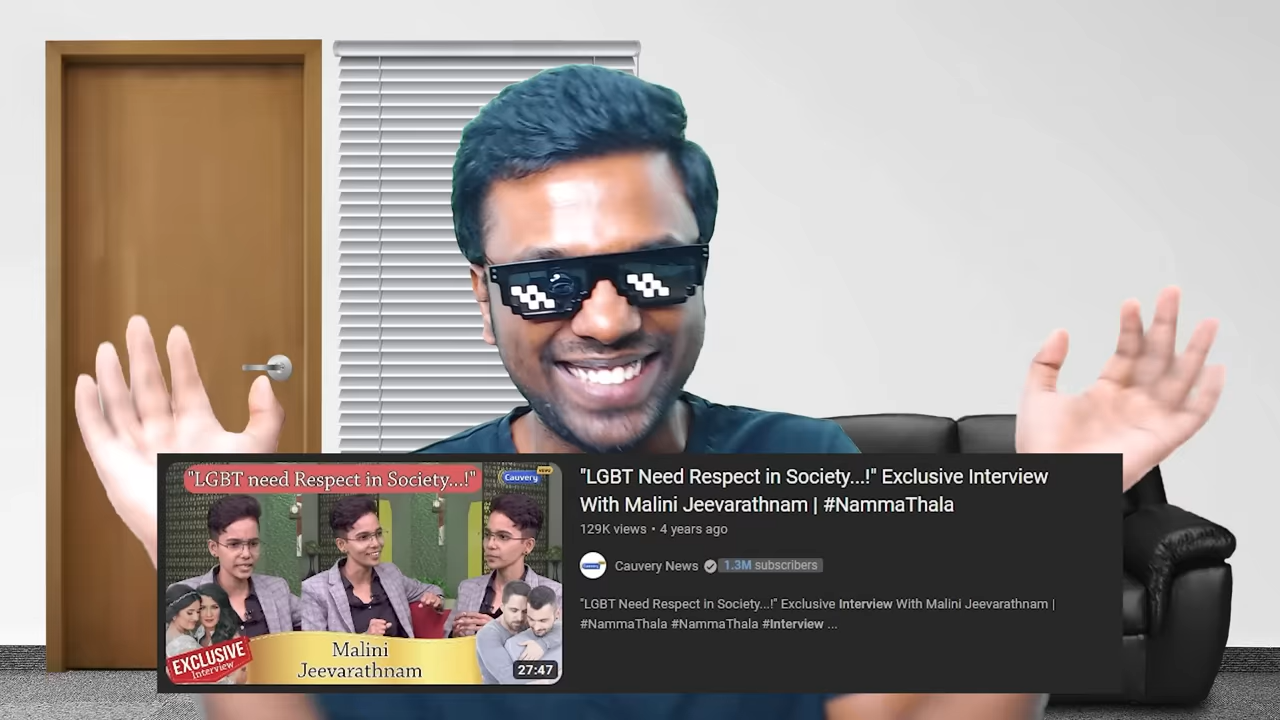 "LGBT need Respect in Society...!"
Cauvery
NEWS
EXCLUSIVE
Interview
Malini
Jeevarathnam
27:47
"LGBT Need Respect in Society...!" Exclusive Interview
With Malini Jeevarathnam | #NammaThala
129K views • 4 years ago
Cauvery News
1.3M subscribers
"LGBT Need Respect in Society...!" Exclusive Interview With Malini Jeevarathnam |
#NammaThala #NammaThala #Interview ...